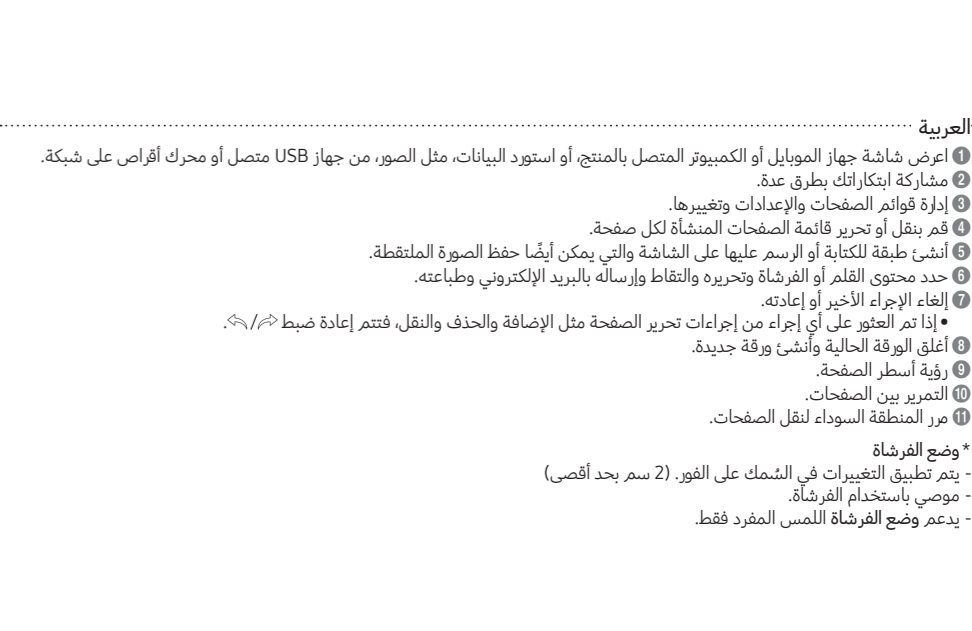 العربية
❶ اعرض شاشة جهاز الموبايل أو الكمبيوتر المتصل بالمنتج، أو استورد البيانات، مثل الصور، من جهاز USB متصل أو محرك أقراص على شبكة.
❷ مشاركة ابتكاراتك بطرق عدة.
❸ إدارة قوائم الصفحات والإعدادات وتغييرها.
❹ قم بنقل أو تحرير قائمة الصفحات المنشأة لكل صفحة.
❺ أنشئ طبقة للكتابة أو الرسم عليها على الشاشة والتي يمكن أيضًا حفظ الصورة الملتقطة.
❻ حدد محتوى القلم أو الفرشاة وتحريره والتقاط وإرساله بالبريد الإلكتروني وطباعته.
❼ إلغاء الإجراء الأخير أو إعادته.
• إذا تم العثور على أي إجراء من إجراءات تحرير الصفحة مثل الإضافة والحذف والنقل، فتتم إعادة ضبط /.
❽ أغلق الورقة الحالية وأنشئ ورقة جديدة.
❾ رؤية أسطر الصفحة.
❿ التمرير بين الصفحات.
⓫ مرر المنطقة السوداء لنقل الصفحات.
*وضع الفرشاة
- يتم تطبيق التغييرات في السُمك على الفور. (2 سم بحد أقصى)
- موصي باستخدام الفرشاة.
- يدعم وضع الفرشاة اللمس المفرد فقط.